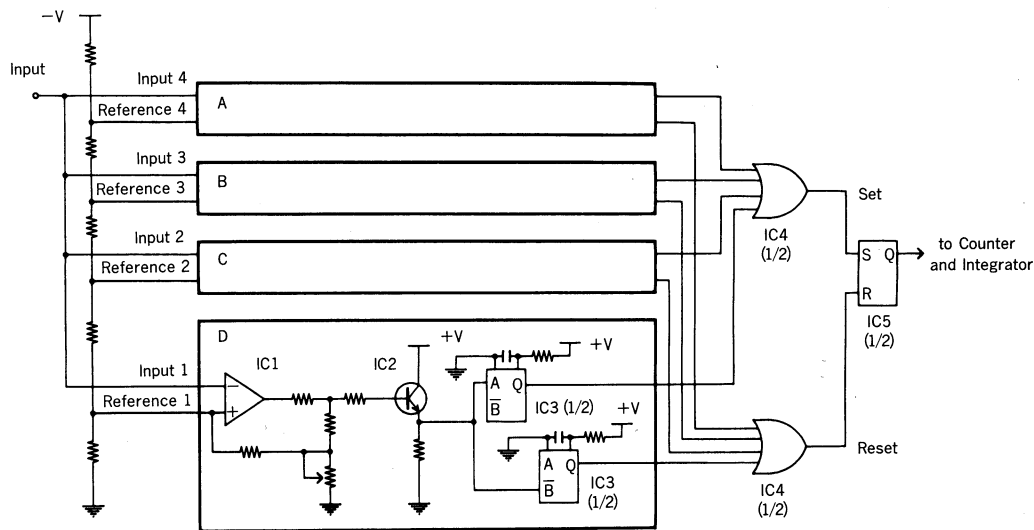 −V
Input
Input 4
Reference 4
A
Input 3
Reference 3
B
Input 2
Reference 2
C
IC4
(1/2)
Set
S Q
R
IC5
(1/2)
to Counter
and Integrator
D
Input 1
Reference 1
IC1
−
+
IC2
+V
+V
A Q
B̅
IC3 (1/2)
+V
A Q
B̅
IC3
(1/2)
IC4
(1/2)
Reset